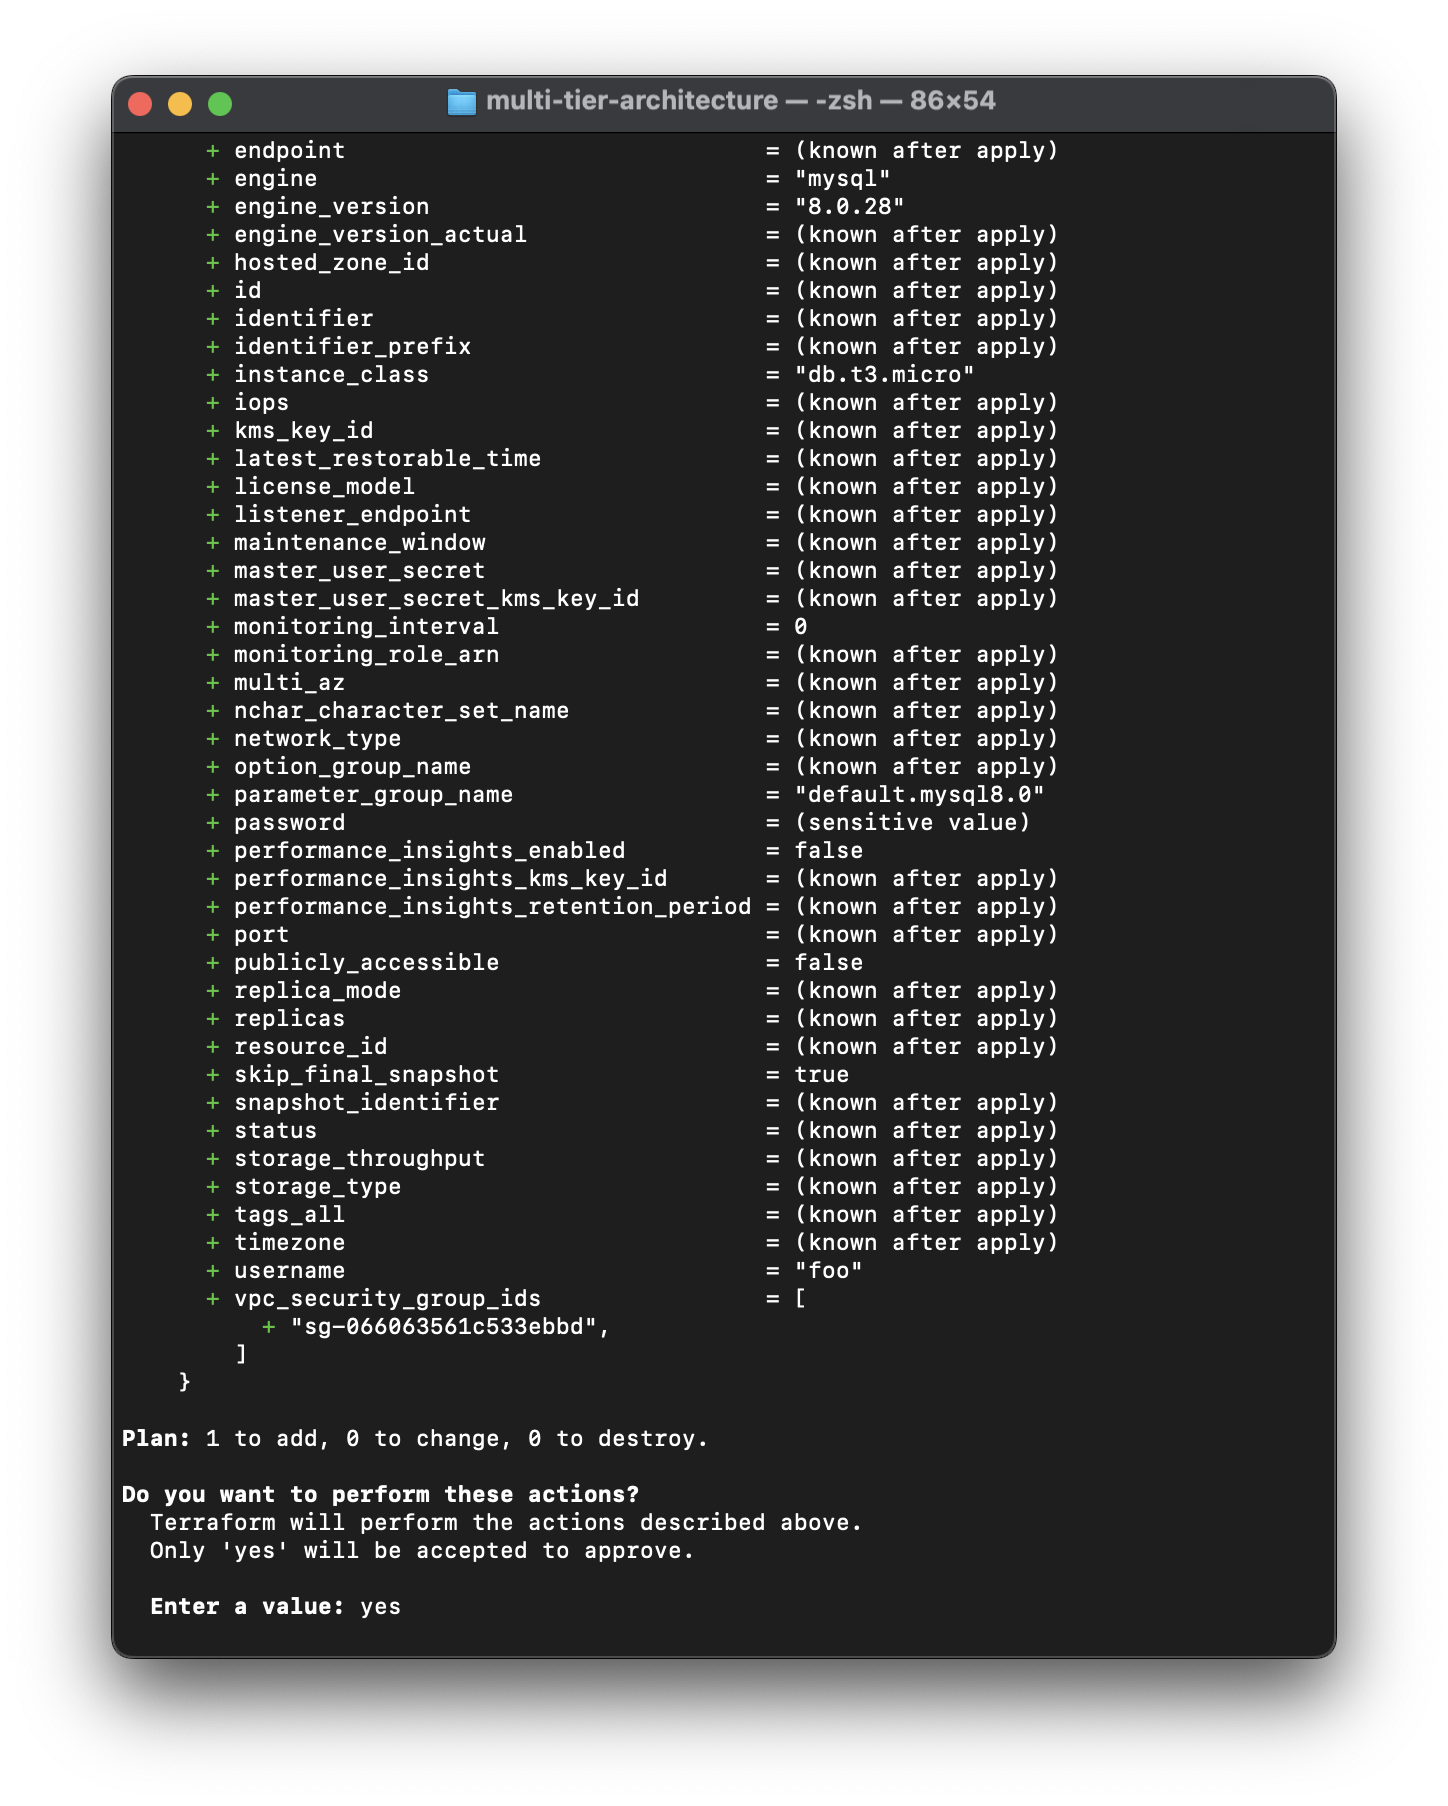 multi-tier-architecture — -zsh — 86×54
+ endpoint = (known after apply)
+ engine = "mysql"
+ engine_version = "8.0.28"
+ engine_version_actual = (known after apply)
+ hosted_zone_id = (known after apply)
+ id = (known after apply)
+ identifier = (known after apply)
+ identifier_prefix = (known after apply)
+ instance_class = "db.t3.micro"
+ iops = (known after apply)
+ kms_key_id = (known after apply)
+ latest_restorable_time = (known after apply)
+ license_model = (known after apply)
+ listener_endpoint = (known after apply)
+ maintenance_window = (known after apply)
+ master_user_secret = (known after apply)
+ master_user_secret_kms_key_id = (known after apply)
+ monitoring_interval = 0
+ monitoring_role_arn = (known after apply)
+ multi_az = (known after apply)
+ nchar_character_set_name = (known after apply)
+ network_type = (known after apply)
+ option_group_name = (known after apply)
+ parameter_group_name = "default.mysql8.0"
+ password = (sensitive value)
+ performance_insights_enabled = false
+ performance_insights_kms_key_id = (known after apply)
+ performance_insights_retention_period = (known after apply)
+ port = (known after apply)
+ publicly_accessible = false
+ replica_mode = (known after apply)
+ replicas = (known after apply)
+ resource_id = (known after apply)
+ skip_final_snapshot = true
+ snapshot_identifier = (known after apply)
+ status = (known after apply)
+ storage_throughput = (known after apply)
+ storage_type = (known after apply)
+ tags_all = (known after apply)
+ timezone = (known after apply)
+ username = "foo"
+ vpc_security_group_ids = [
+ "sg-066063561c533ebbd",
]
}
Plan: 1 to add, 0 to change, 0 to destroy.
Do you want to perform these actions?
Terraform will perform the actions described above.
Only 'yes' will be accepted to approve.
Enter a value: yes